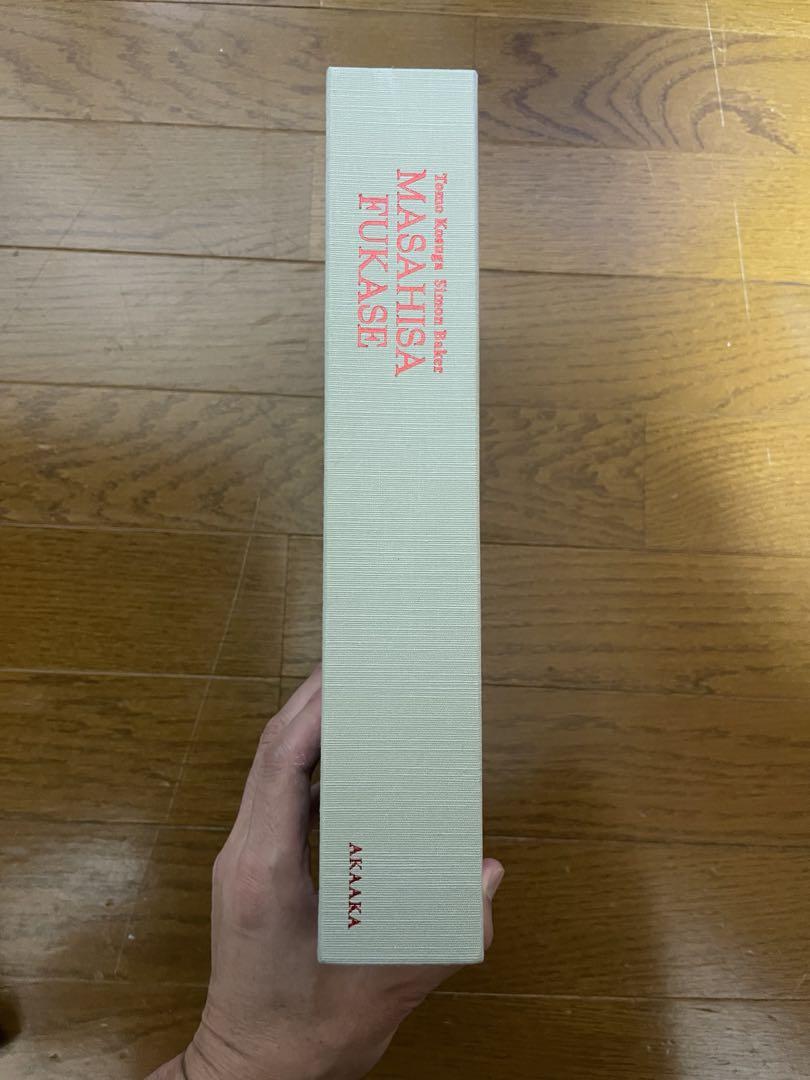 Tomo Kosuga Simon Baker
MASAHISA
FUKASE
AKAAKA